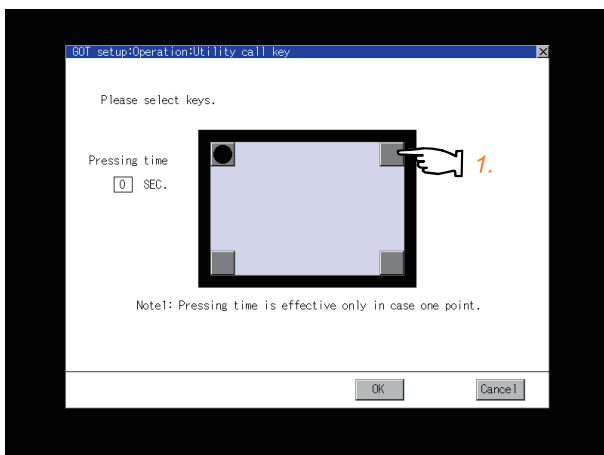 GOT setup:Operation:Utility call key
Please select keys.
Pressing time
0 SEC.
1.
Note1: Pressing time is effective only in case one point.
OK Cancel